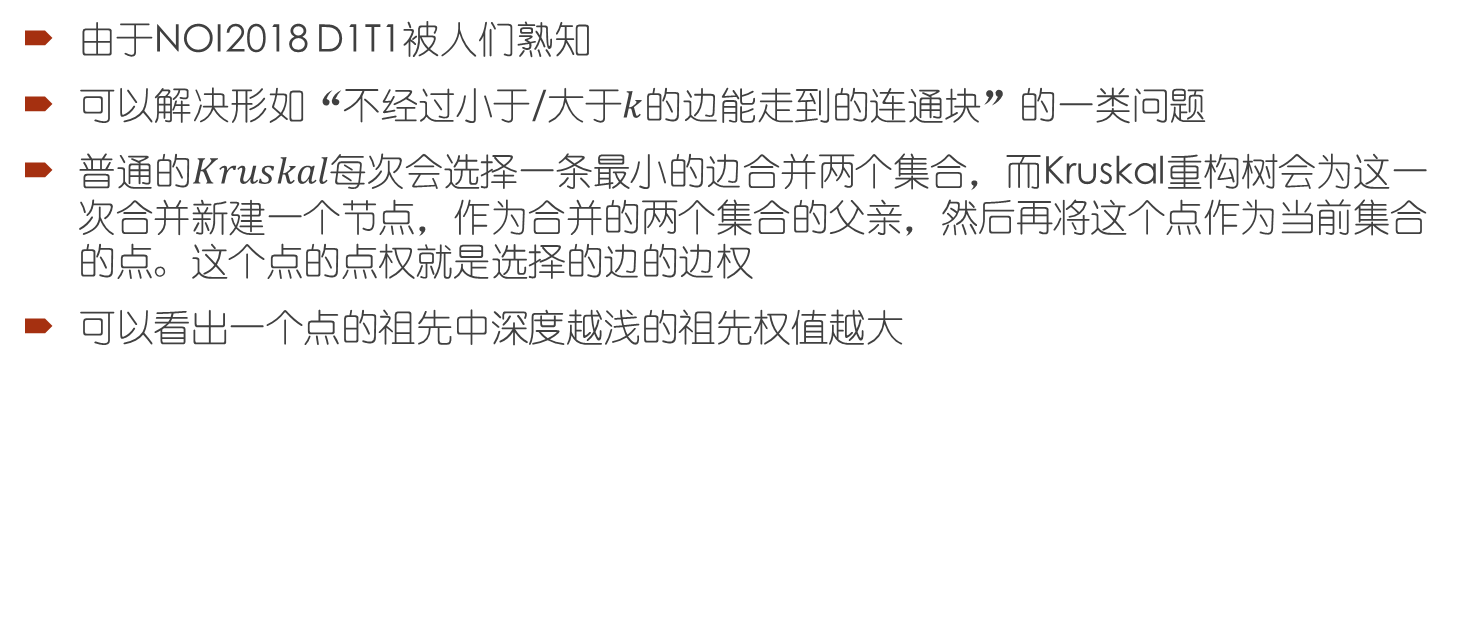 由于NOI2018 D1T1被人们熟知
可以解决形如“不经过小于/大于k的边能走到的连通块”的一类问题
普通的Kruskal每次会选择一条最小的边合并两个集合，而Kruskal重构树会为这一
次合并新建一个节点，作为合并的两个集合的父亲，然后再将这个点作为当前集合
的点。这个点的点权就是选择的边的边权
可以看出一个点的祖先中深度越浅的祖先权值越大